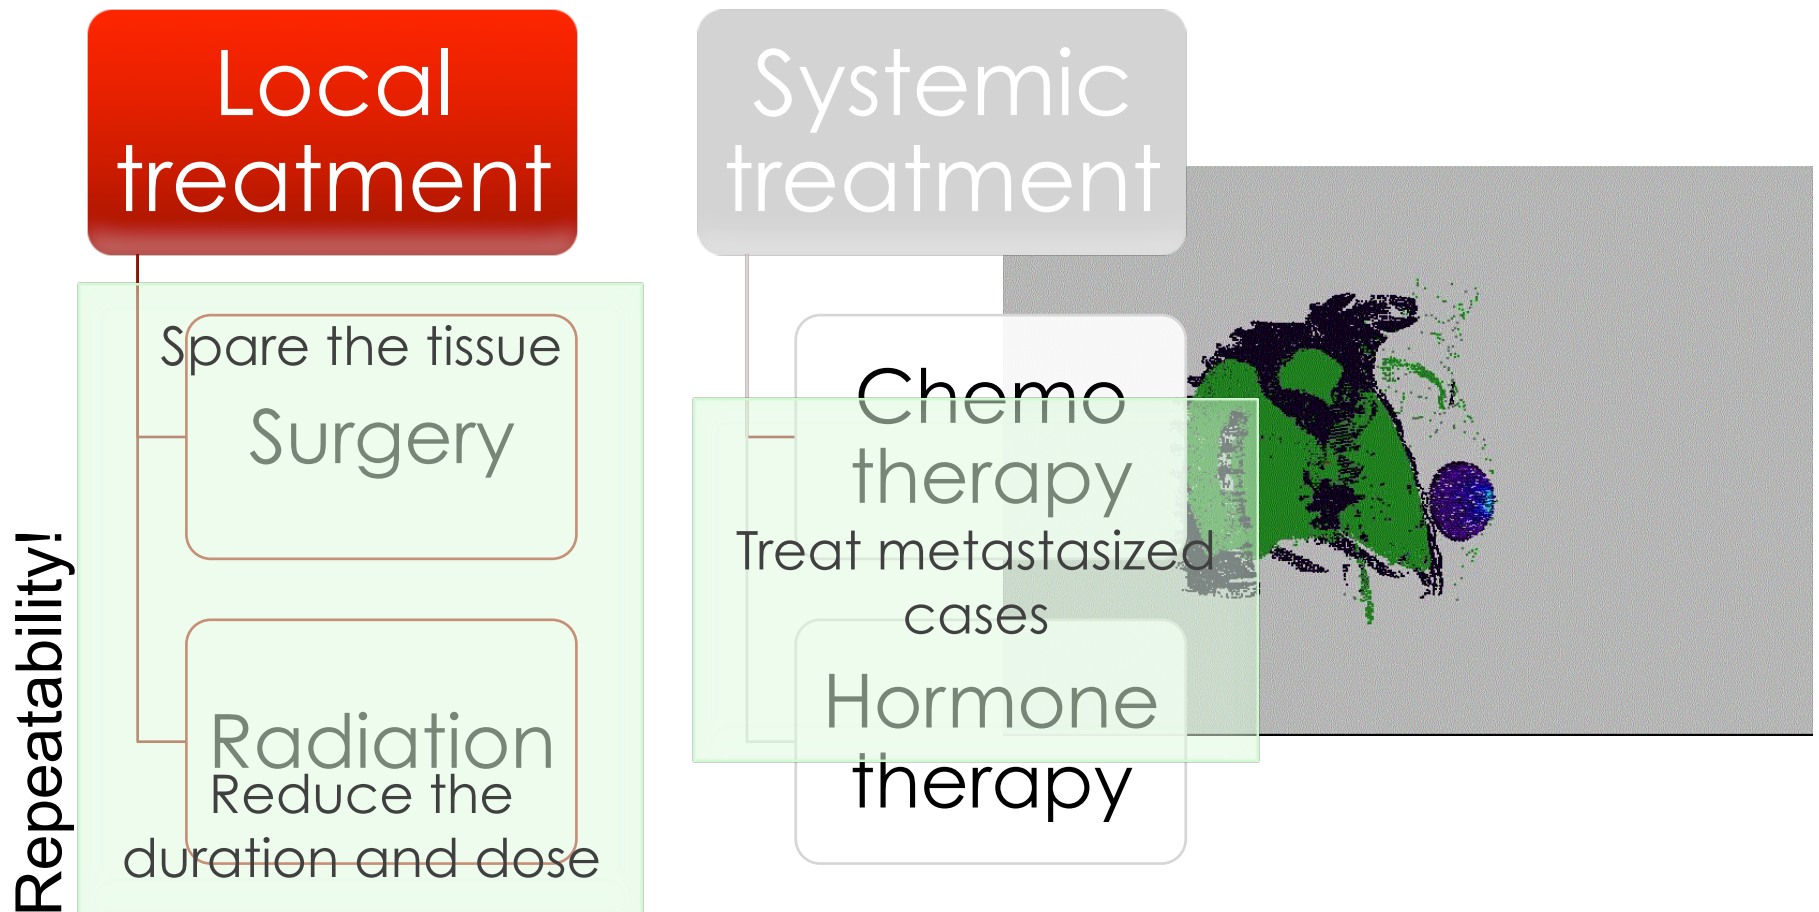 Local
treatment
Spare the tissue
Surgery
Radiation
Reduce the
duration and dose
Repeatability!
Systemic
treatment
Chemo
therapy
Treat metastasized
cases
Hormone
therapy